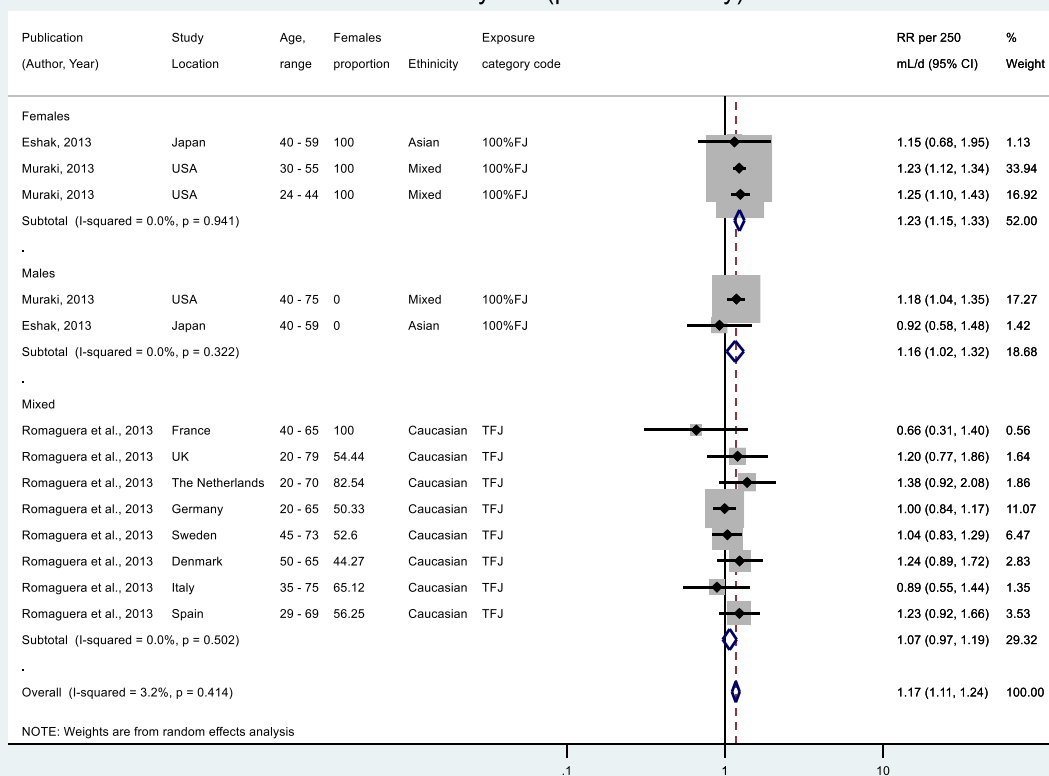 Publication Study Age, Females Exposure RR per 250 %
(Author, Year) Location range proportion Ethinicity category code mL/d (95% CI) Weight
Females
Eshak, 2013 Japan 40 - 59 100 Asian 100%FJ 1.15 (0.68, 1.95) 1.13
Muraki, 2013 USA 30 - 55 100 Mixed 100%FJ 1.23 (1.12, 1.34) 33.94
Muraki, 2013 USA 24 - 44 100 Mixed 100%FJ 1.25 (1.10, 1.43) 16.92
Subtotal (I-squared = 0.0%, p = 0.941) 1.23 (1.15, 1.33) 52.00
.
Males
Muraki, 2013 USA 40 - 75 0 Mixed 100%FJ 1.18 (1.04, 1.35) 17.27
Eshak, 2013 Japan 40 - 59 0 Asian 100%FJ 0.92 (0.58, 1.48) 1.42
Subtotal (I-squared = 0.0%, p = 0.322) 1.16 (1.02, 1.32) 18.68
.
Mixed
Romaguera et al., 2013 France 40 - 65 100 Caucasian TFJ 0.66 (0.31, 1.40) 0.56
Romaguera et al., 2013 UK 20 - 79 54.44 Caucasian TFJ 1.20 (0.77, 1.86) 1.64
Romaguera et al., 2013 The Netherlands 20 - 70 82.54 Caucasian TFJ 1.38 (0.92, 2.08) 1.86
Romaguera et al., 2013 Germany 20 - 65 50.33 Caucasian TFJ 1.00 (0.84, 1.17) 11.07
Romaguera et al., 2013 Sweden 45 - 73 52.6 Caucasian TFJ 1.04 (0.83, 1.29) 6.47
Romaguera et al., 2013 Denmark 50 - 65 44.27 Caucasian TFJ 1.24 (0.89, 1.72) 2.83
Romaguera et al., 2013 Italy 35 - 75 65.12 Caucasian TFJ 0.89 (0.55, 1.44) 1.35
Romaguera et al., 2013 Spain 29 - 69 56.25 Caucasian TFJ 1.23 (0.92, 1.66) 3.53
Subtotal (I-squared = 0.0%, p = 0.502) 1.07 (0.97, 1.19) 29.32
.
Overall (I-squared = 3.2%, p = 0.414) 1.17 (1.11, 1.24) 100.00
NOTE: Weights are from random effects analysis
.1 1 10